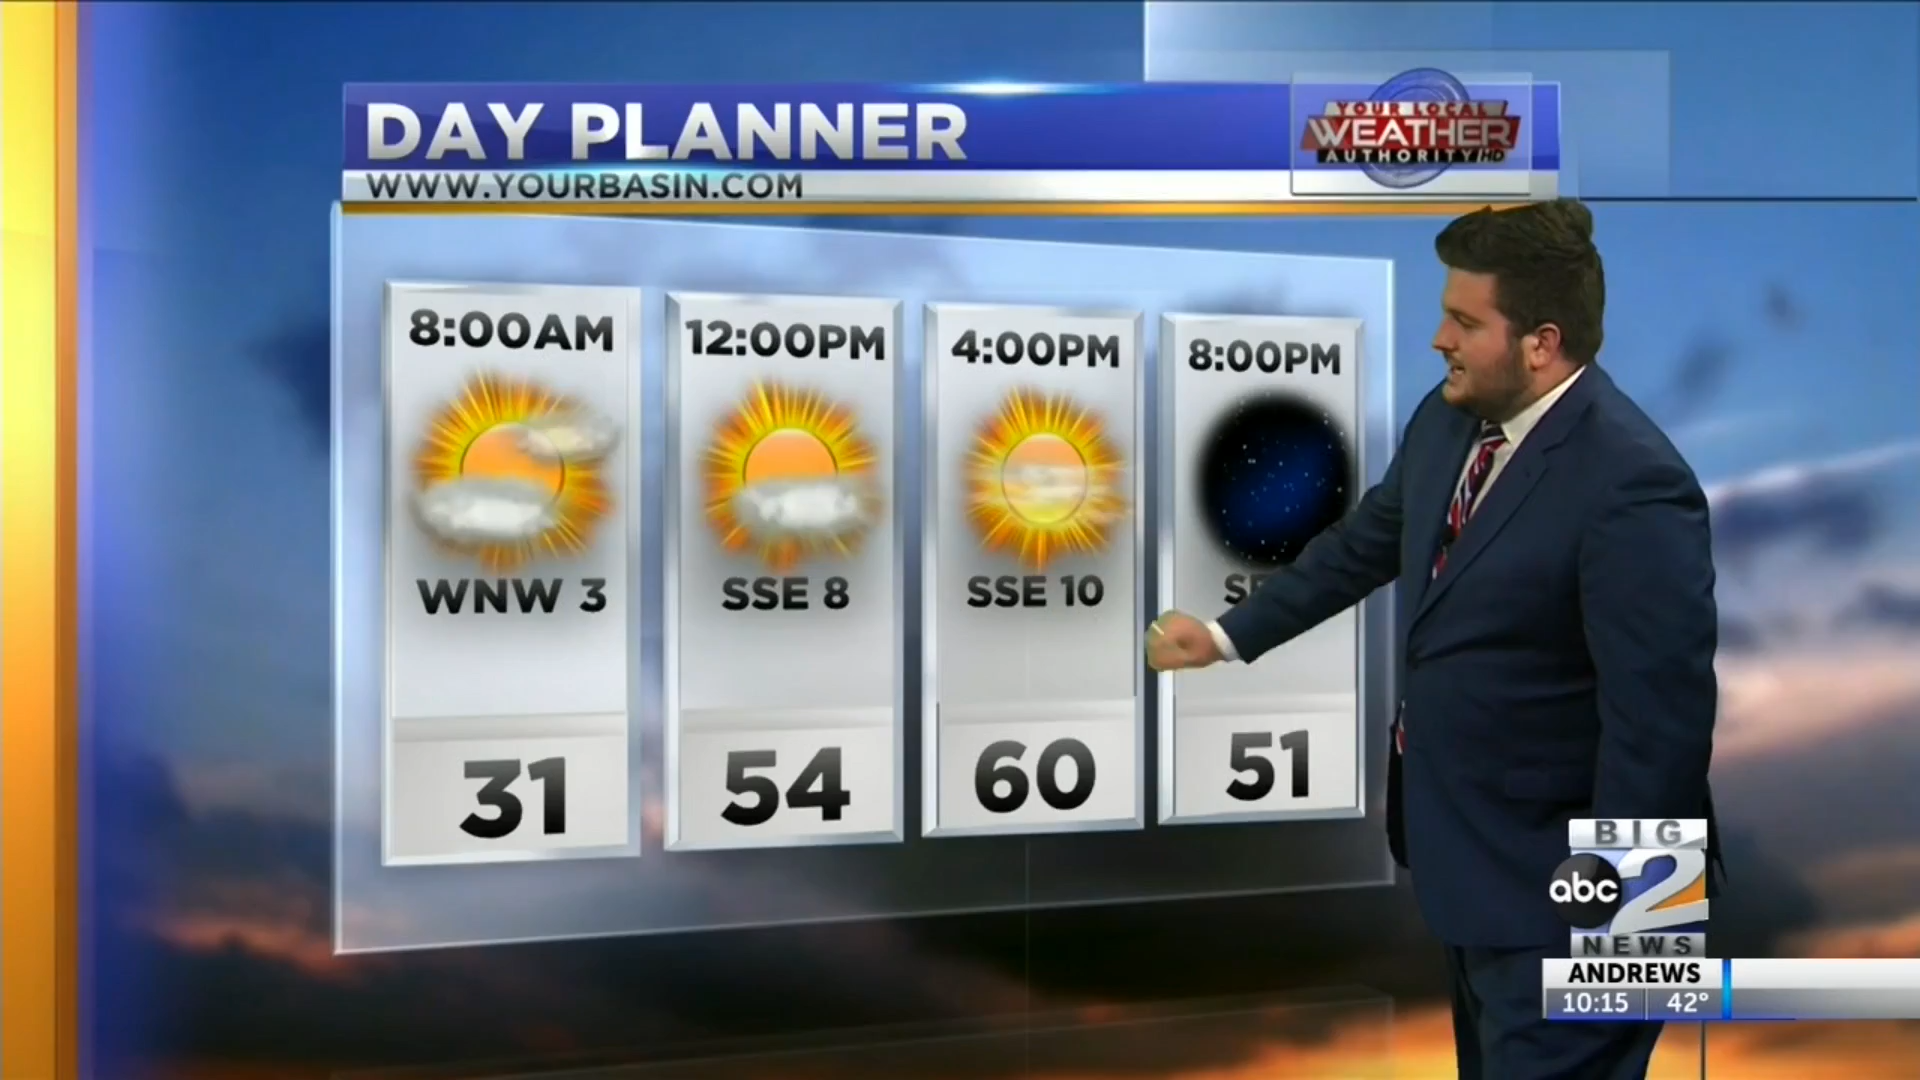 DAY PLANNER
WWW.YOURBASIN.COM
YOUR LOCAL
WEATHER
AUTHORITY HD
8:00AM
12:00PM
4:00PM
8:00PM
WNW 3
SSE 8
SSE 10
31
54
60
51
BIG
abc 2
NEWS
ANDREWS
10:15 42°